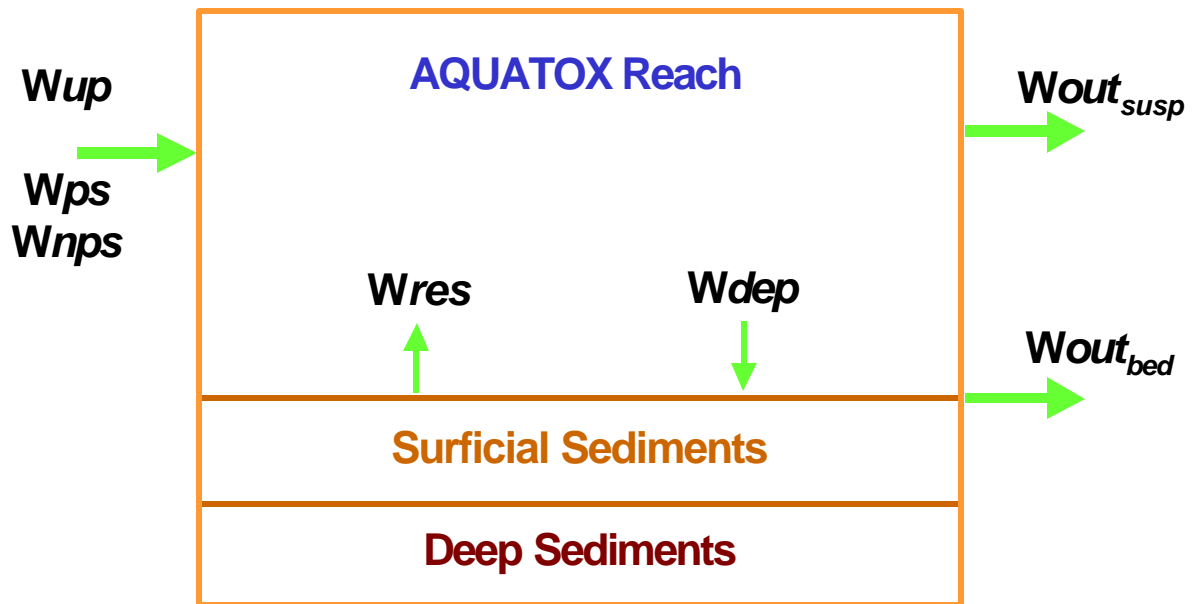 AQUATOX Reach
Wup
Wps
Wnps
Woutsusp
Wres
Wdep
Woutbed
Surficial Sediments
Deep Sediments